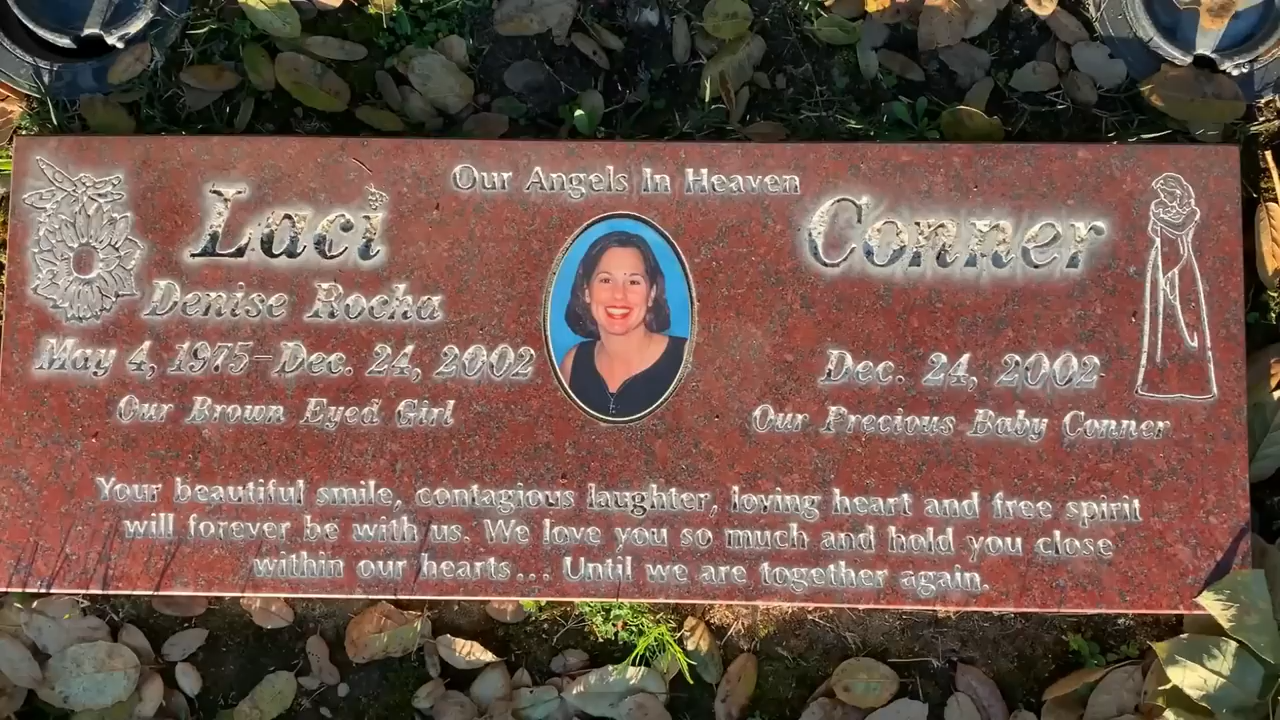 Our Angels In Heaven
Laci
Denise Rocha
May 4, 1975-Dec. 24, 2002
Our Brown Eyed Girl
Conner
Dec. 24, 2002
Our Precious Baby Conner
Your beautiful smile, contagious laughter, loving heart and free spirit
will forever be with us. We love you so much and hold you close
within our hearts... Until we are together again.